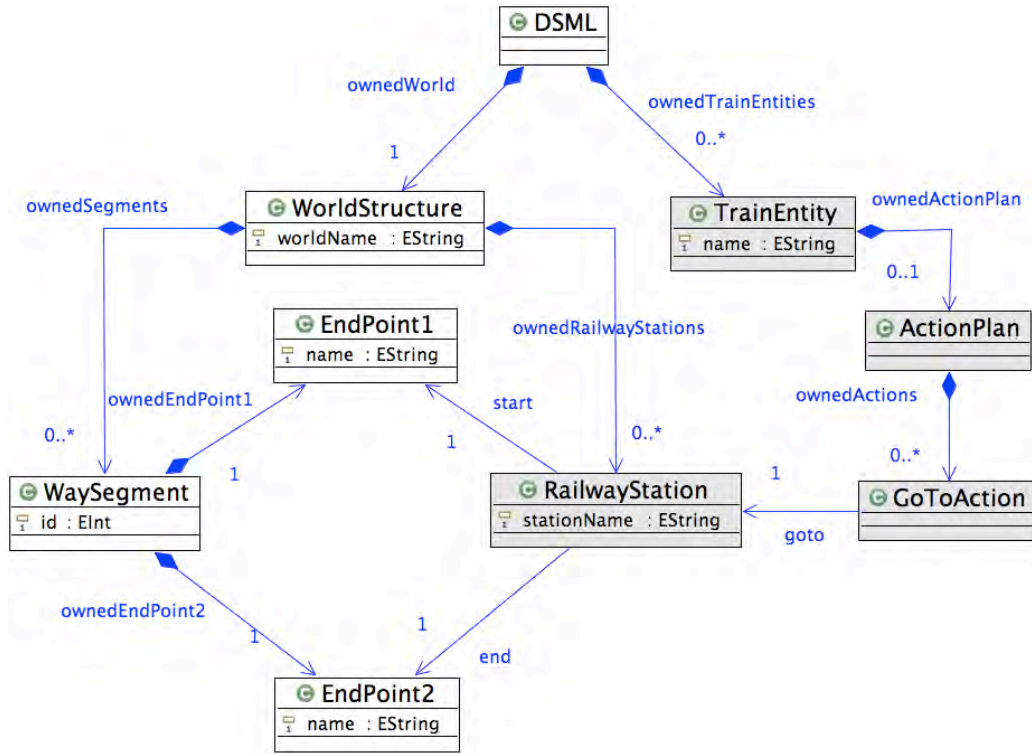 DSML
ownedWorld
ownedTrainEntities
1
0..*
ownedSegments
WorldStructure
worldName : EString
TrainEntity
name : EString
ownedActionPlan
0..1
EndPoint1
name : EString
ownedRailwayStations
ActionPlan
ownedEndPoint1
start
ownedActions
0..*
1
1
0..*
0..*
1
WaySegment
id : EInt
RailwayStation
stationName : EString
GoToAction
goto
ownedEndPoint2
1
1
end
EndPoint2
name : EString